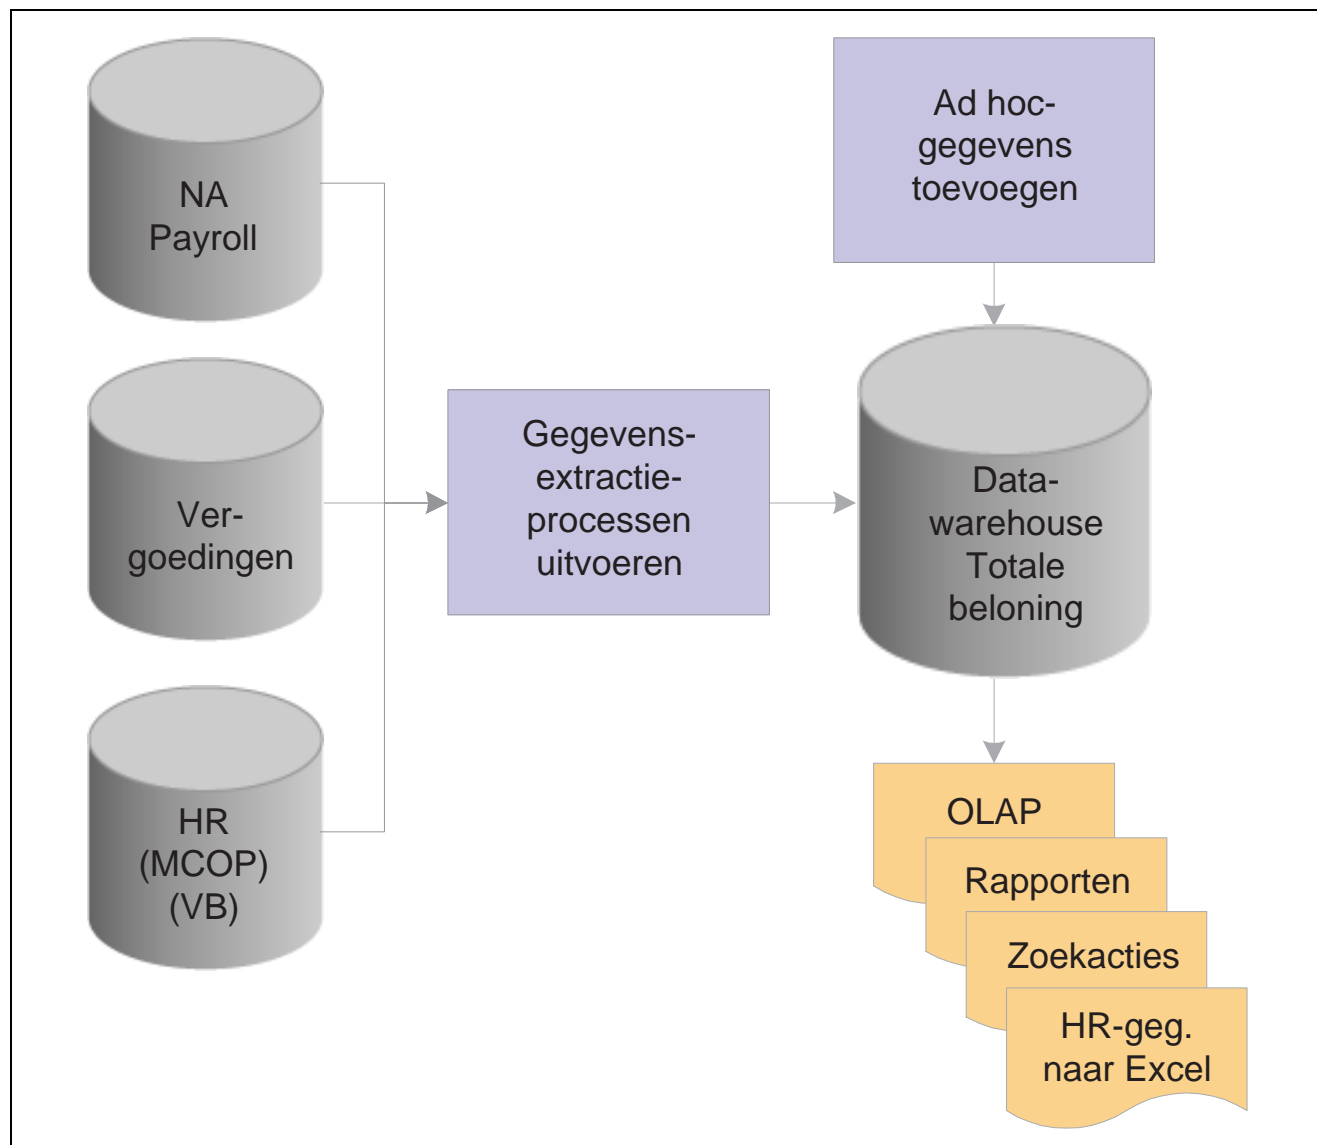 NA
Payroll
Ver-
goedingen
HR
(MCOP)
(VB)
Gegevens-
extractie-
processen
uitvoeren
Ad hoc-
gegevens
toevoegen
Data-
warehouse
Totale
beloning
OLAP
Rapporten
Zoekacties
HR-geg.
naar Excel